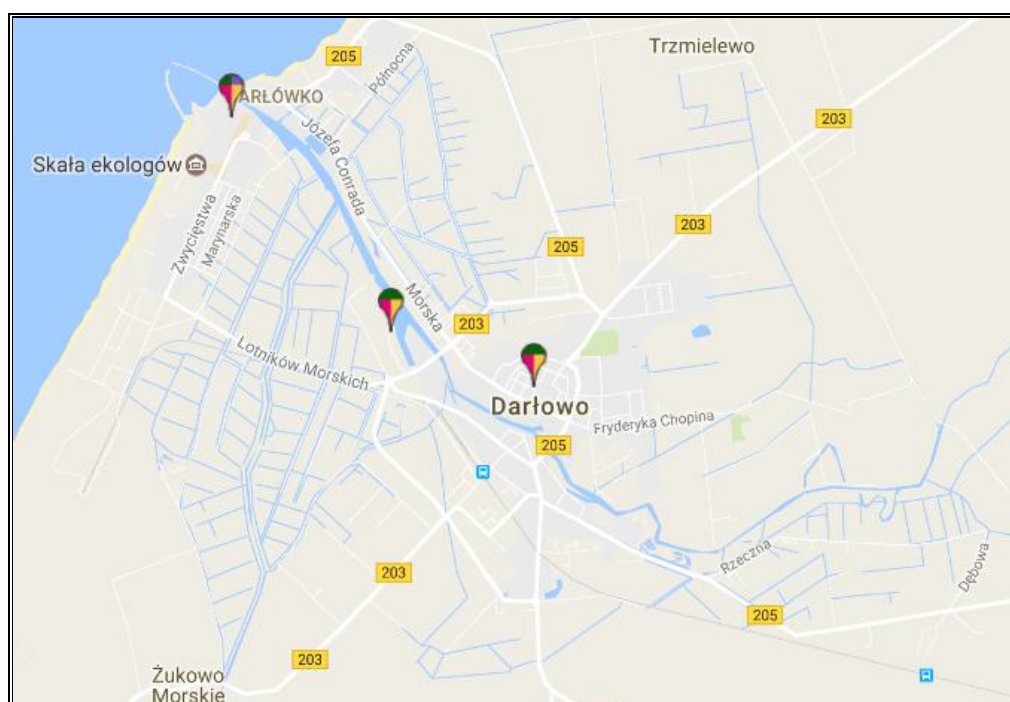 Trzmielewo
205
Północna
ARŁÓWKO
203
Józefa Conrada
Skała ekologów
Zwycięstwa
Marynarska
203
205
Morska
203
Lotników Morskich
Darłowo
Fryderyka Chopina
205
Rzeczna
Dębowa
203
205
203
Żukowo
Morskie